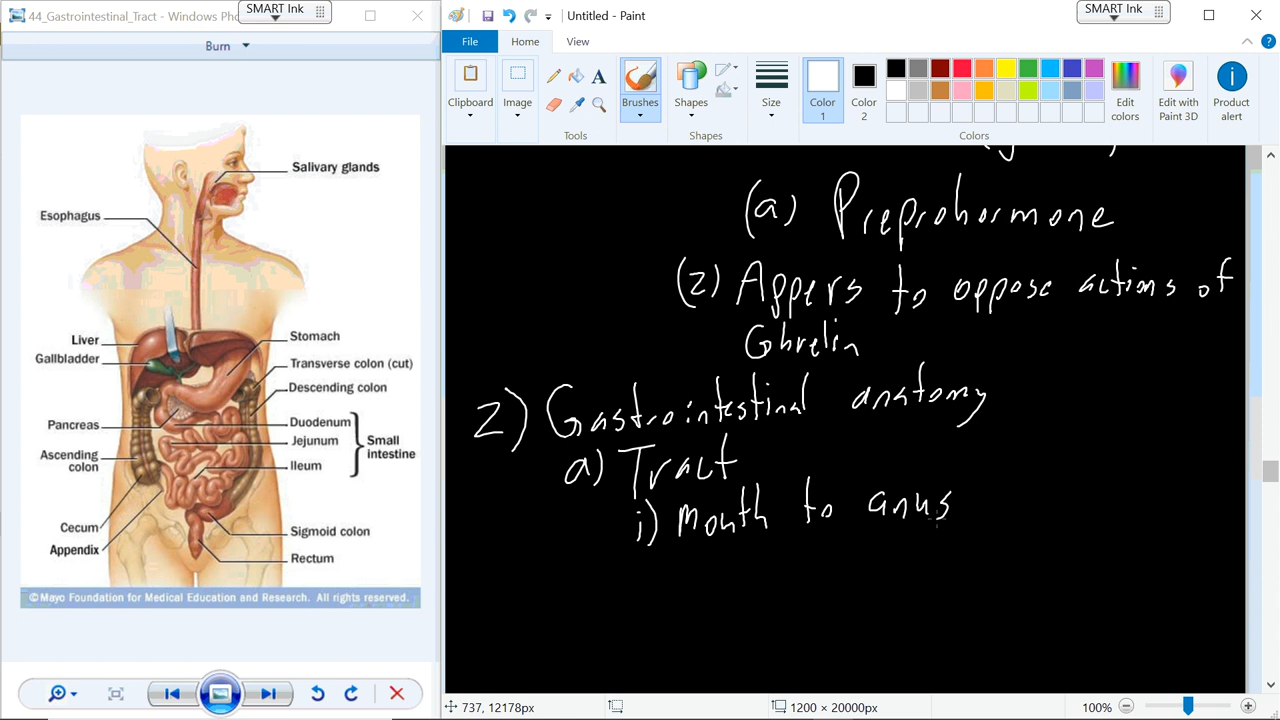 44_Gastrointestinal_Tract - Windows Pho
SMART Ink
Burn
Salivary glands
Esophagus
Liver
Gallbladder
Stomach
Transverse colon (cut)
Descending colon
Pancreas
Duodenum
Jejunum
Small
intestine
Ascending
colon
Ileum
Cecum
Appendix
Sigmoid colon
Rectum
©Mayo Foundation for Medical Education and Research. All rights reserved.
Untitled - Paint
SMART Ink
File
Home
View
Clipboard
Image
Tools
Brushes
Shapes
Shapes
Size
Color
1
Color
2
Edit
colors
Colors
Edit with
Paint 3D
Product
alert
(a) Preprohormone
(2) Appers to oppose actions of
Ghrelin
2) Gastrointestinal anatomy
a) Tract
i) Mouth to anus
737, 12178px
1200 × 20000px
100%